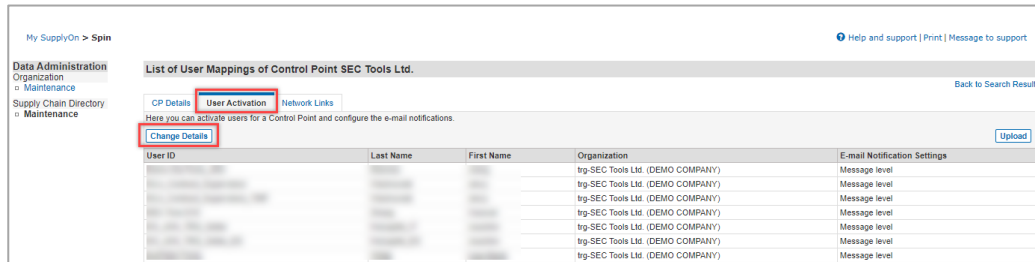 My SupplyOn > Spin
Help and support | Print | Message to support
Data Administration
Organization
Maintenance
Supply Chain Directory
Maintenance
List of User Mappings of Control Point SEC Tools Ltd.
Back to Search Result
CP Details User Activation Network Links
Here you can activate users for a Control Point and configure the e-mail notifications.
Change Details Upload
User ID Last Name First Name Organization E-mail Notification Settings
trg-SEC Tools Ltd. (DEMO COMPANY) Message level
trg-SEC Tools Ltd. (DEMO COMPANY) Message level
trg-SEC Tools Ltd. (DEMO COMPANY) Message level
trg-SEC Tools Ltd. (DEMO COMPANY) Message level
trg-SEC Tools Ltd. (DEMO COMPANY) Message level
trg-SEC Tools Ltd. (DEMO COMPANY) Message level
trg-SEC Tools Ltd. (DEMO COMPANY) Message level